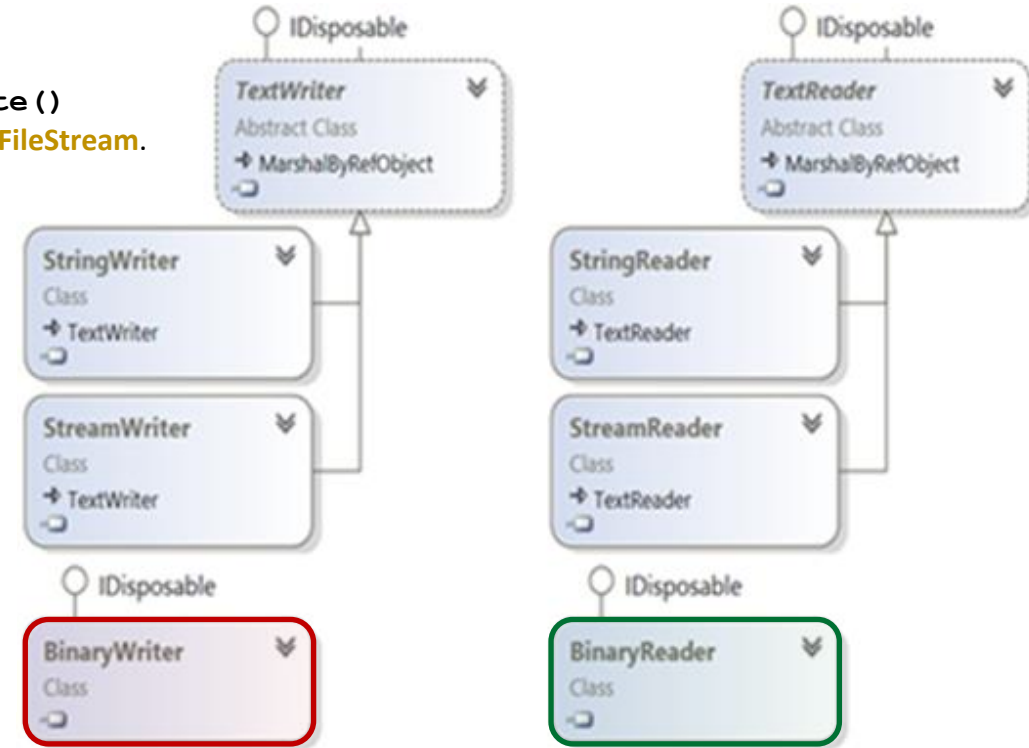 IDisposable
TextWriter
Abstract Class
MarshalByRefObject
StringWriter
Class
TextWriter
StreamWriter
Class
TextWriter
IDisposable
BinaryWriter
Class
IDisposable
TextReader
Abstract Class
MarshalByRefObject
StringReader
Class
TextReader
StreamReader
Class
TextReader
IDisposable
BinaryReader
Class
ce()
FileStream.